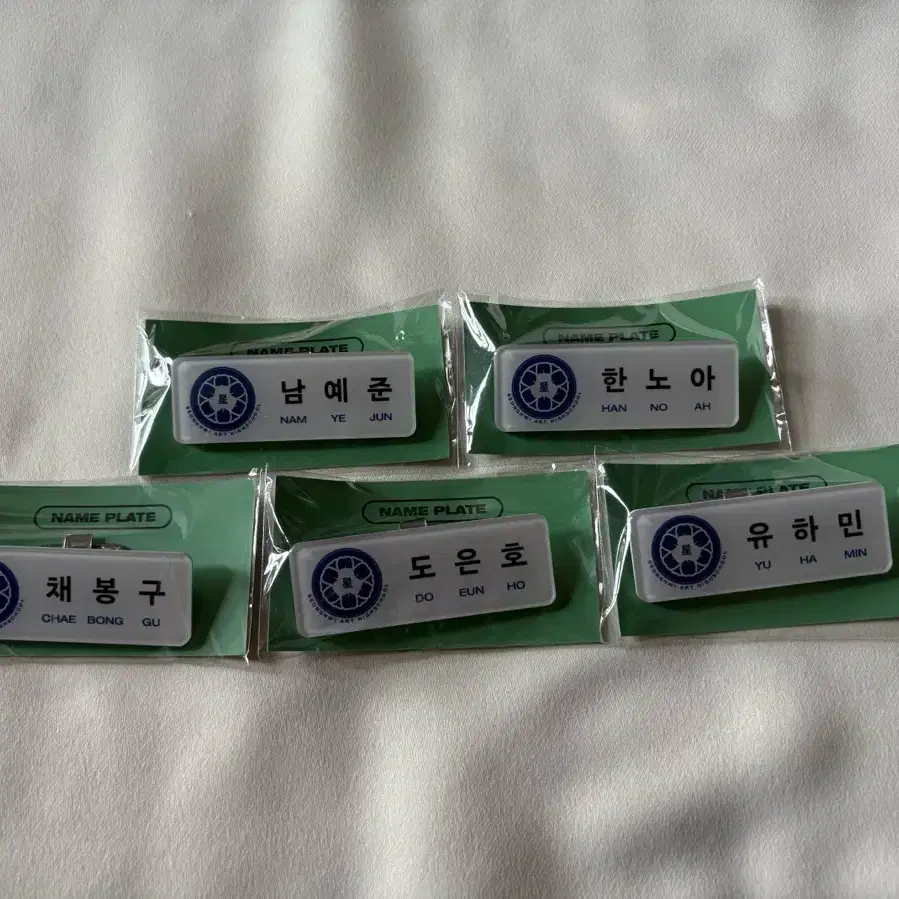 NAME PLATE
남 예 준
NAM YE JUN
NAME PLATE
한 노 아
HAN NO AH
NAME PLATE
채 봉 구
CHAE BONG GU
NAME PLATE
도 은 호
DO EUN HO
NAME PLATE
유 하 민
YU HA MIN